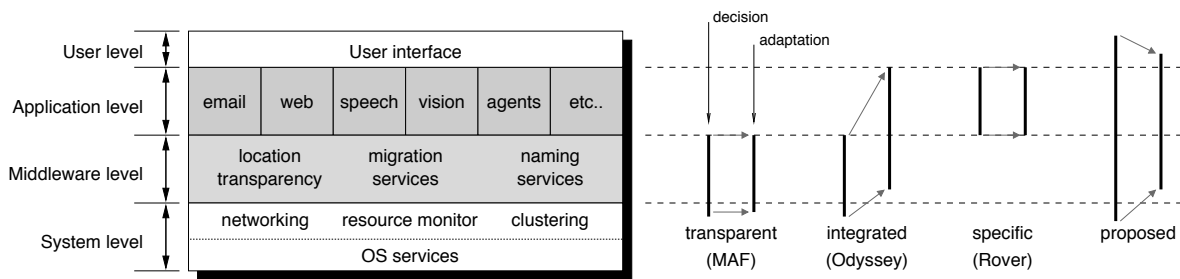 User level
User interface
Application level
email web speech vision agents etc..
Middleware level
location transparency
migration services
naming services
System level
networking resource monitor clustering
OS services
decision
adaptation
transparent
(MAF)
integrated
(Odyssey)
specific
(Rover)
proposed